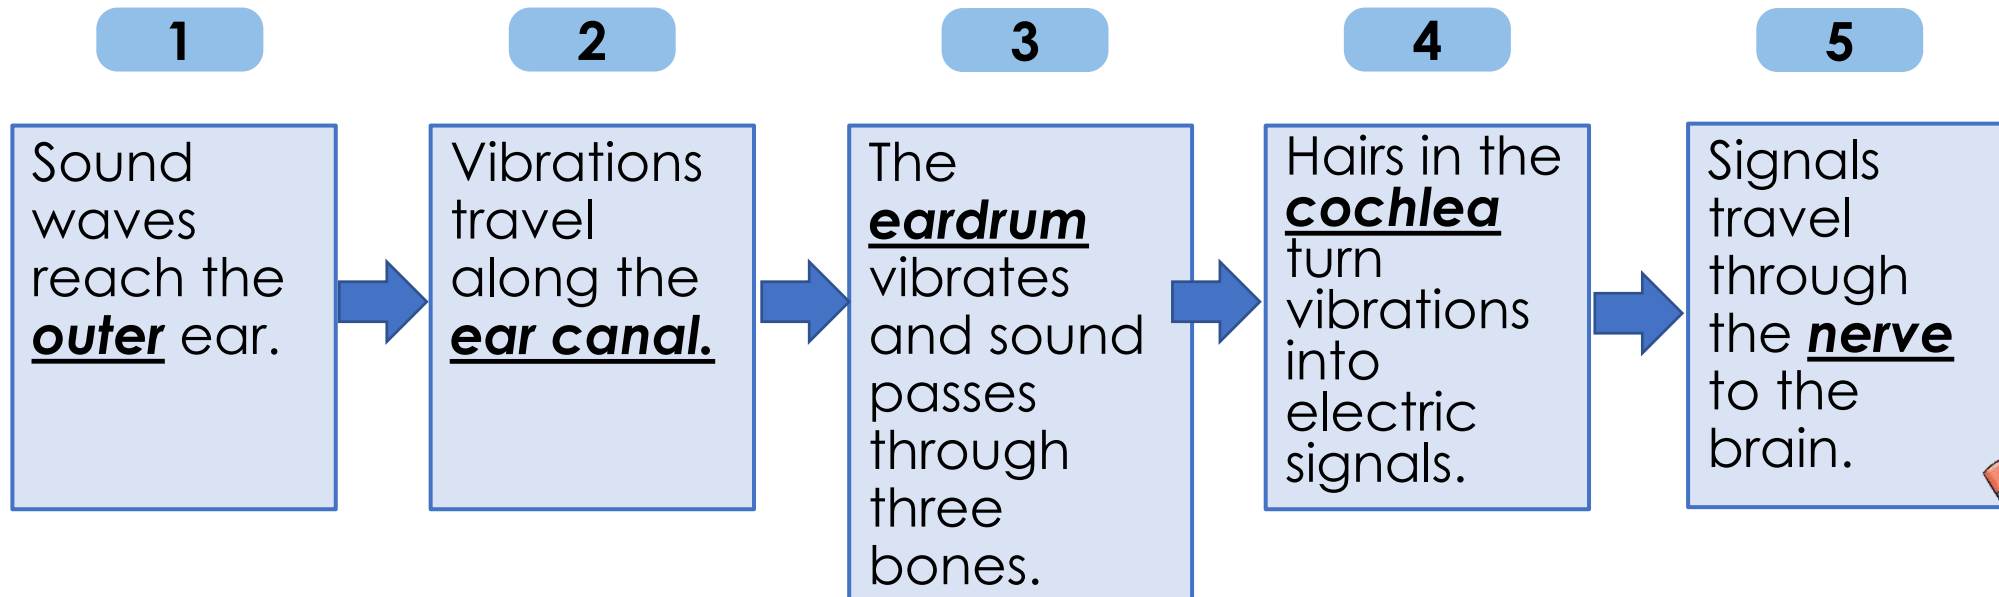 1
2
3
4
5
Sound
waves
reach the
outer ear.
Vibrations
travel
along the
ear canal.
The
eardrum
vibrates
and sound
passes
through
three
bones.
Hairs in the
cochlea
turn
vibrations
into
electric
signals.
Signals
travel
through
the nerve
to the
brain.